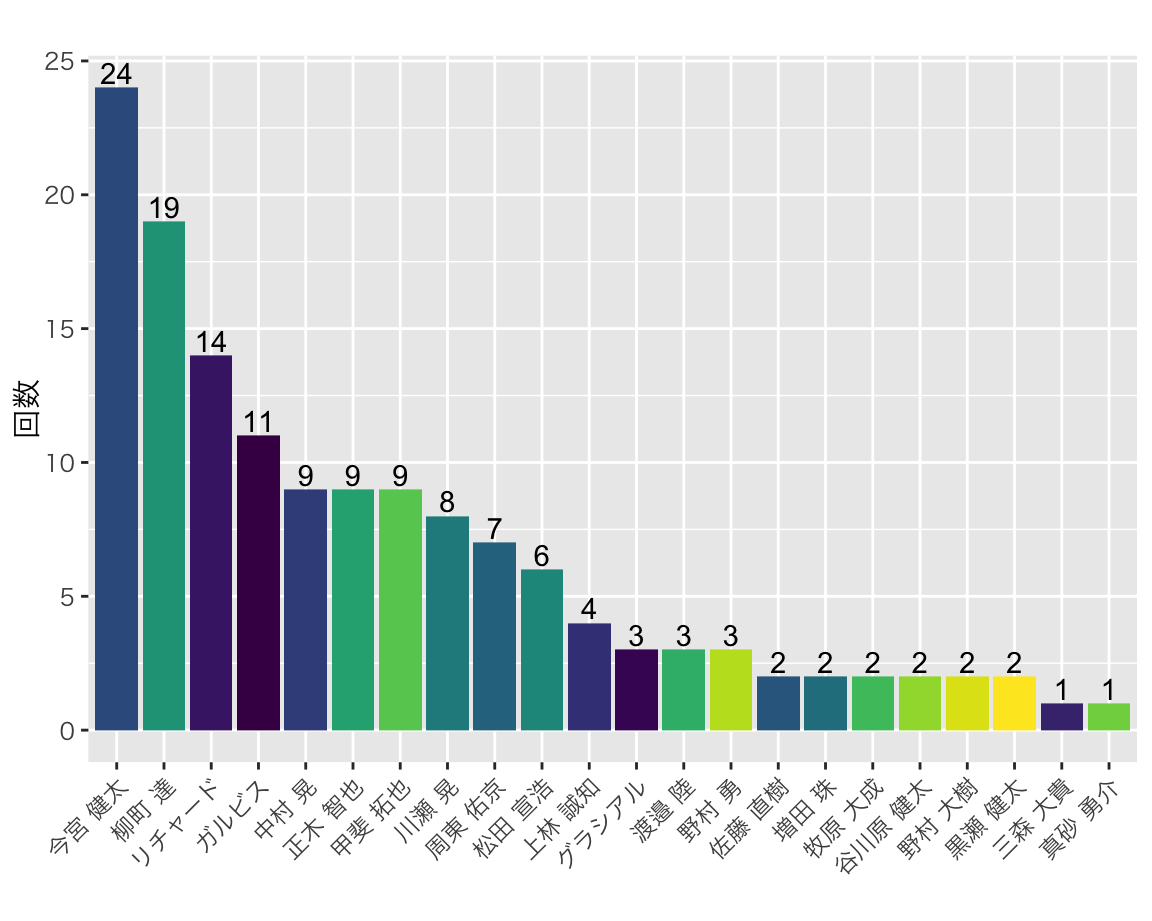 回数
25
20
15
10
5
0
24
19
14
11
9
9
9
8
7
6
4
3
3
3
2
2
2
2
2
2
1
1
今宮 健太
柳町 達
リチャード
ガルビス
中村 晃
正木 智也
甲斐 拓也
川瀬 晃
周東 佑京
松田 宣浩
上林 誠知
グラシアル
渡邉 陸
野村 勇
佐藤 直樹
増田 珠
牧原 大成
谷川原 健太
野村 大樹
黒瀬 健太
三森 大貴
真砂 勇介